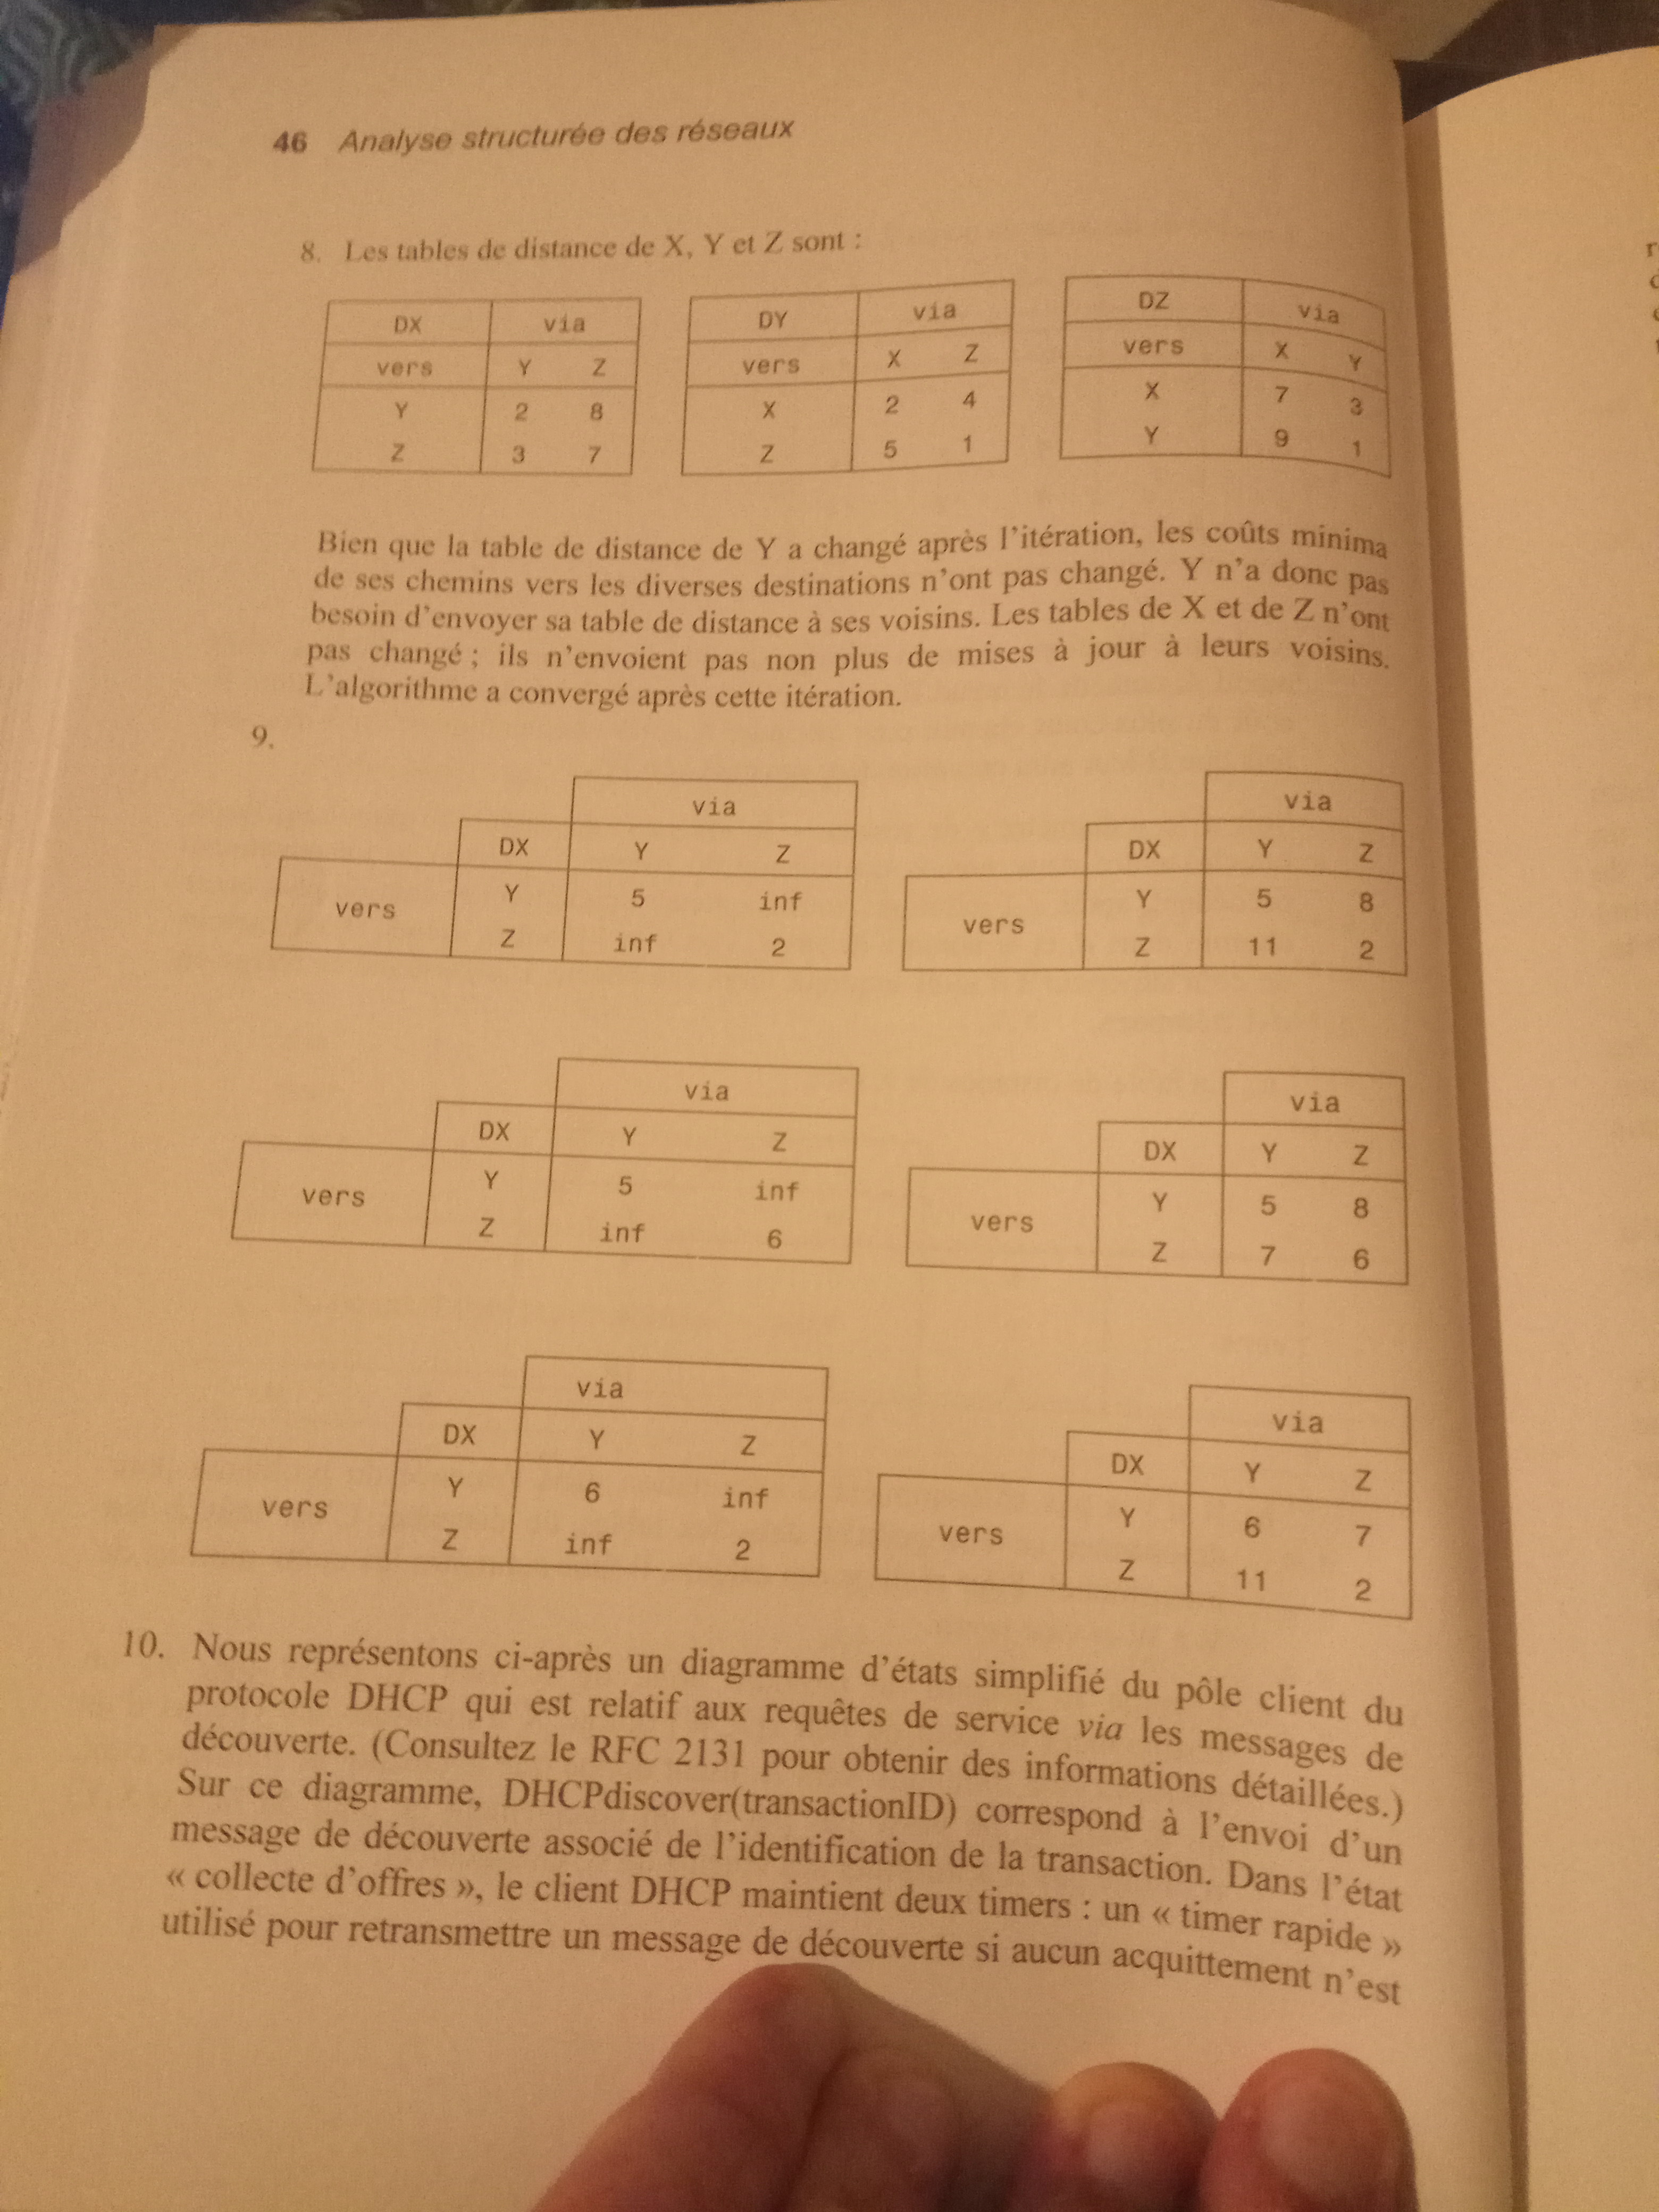 46 Analyse structurée des réseaux
8. Les tables de distance de X, Y et Z sont :
DX via
vers Y Z
Y 2 8
Z 3 7
DY via
vers X Z
X 2 4
Z 5 1
DZ via
vers X Y
X 7 3
Y 9 1
Bien que la table de distance de Y a changé après l'itération, les coûts minima
de ses chemins vers les diverses destinations n'ont pas changé. Y n'a donc pas
besoin d'envoyer sa table de distance à ses voisins. Les tables de X et de Z n'ont
pas changé ; ils n'envoient pas non plus de mises à jour à leurs voisins.
L'algorithme a convergé après cette itération.
9.
via
DX Y Z
vers
Y 5 inf
Z inf 2
via
DX Y Z
vers
Y 5 8
Z 11 2
via
DX Y Z
vers
Y 5 inf
Z inf 6
via
DX Y Z
vers
Y 5 8
Z 7 6
via
DX Y Z
vers
Y 6 inf
Z inf 2
via
DX Y Z
vers
Y 6 7
Z 11 2
10. Nous représentons ci-après un diagramme d'états simplifié du pôle client du
protocole DHCP qui est relatif aux requêtes de service via les messages de
découverte. (Consultez le RFC 2131 pour obtenir des informations détaillées.)
Sur ce diagramme, DHCPdiscover(transactionID) correspond à l'envoi d'un
message de découverte associé de l'identification de la transaction. Dans l'état
« collecte d'offres », le client DHCP maintient deux timers : un « timer rapide »
utilisé pour retransmettre un message de découverte si aucun acquittement n'est